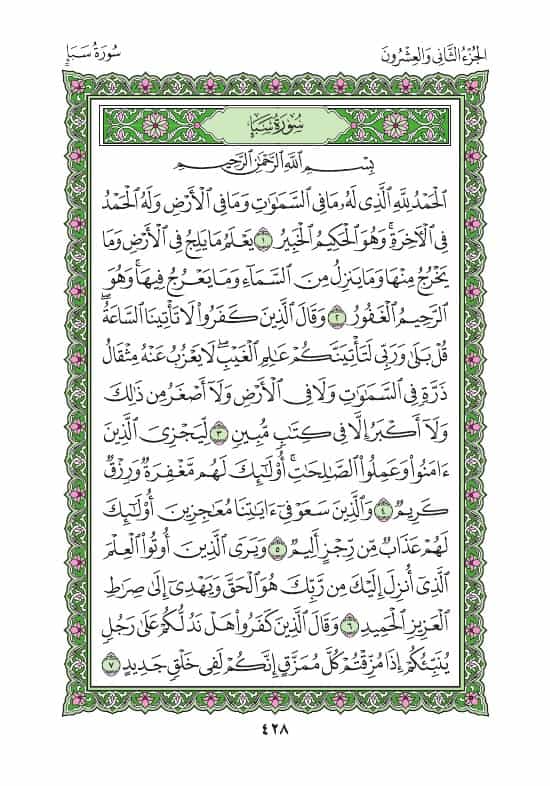 الجُزْءُ الثَّانِي وَالعِشْرُونَ
سُورَةُ سَبَإٍ
سُورَةُ سَبَإٍ
بِسْمِ اللَّهِ الرَّحْمَٰنِ الرَّحِيمِ
ٱلْحَمْدُ لِلَّهِ ٱلَّذِى لَهُۥ مَا فِى ٱلسَّمَٰوَٰتِ وَمَا فِى ٱلْأَرْضِ وَلَهُ ٱلْحَمْدُ
فِى ٱلْءَاخِرَةِ ۚ وَهُوَ ٱلْحَكِيمُ ٱلْخَبِيرُ ١ يَعْلَمُ مَا يَلِجُ فِى ٱلْأَرْضِ وَمَا
يَخْرُجُ مِنْهَا وَمَا يَنزِلُ مِنَ ٱلسَّمَآءِ وَمَا يَعْرُجُ فِيهَا ۚ وَهُوَ
ٱلرَّحِيمُ ٱلْغَفُورُ ٢ وَقَالَ ٱلَّذِينَ كَفَرُوا۟ لَا تَأْتِينَا ٱلسَّاعَةُ ۖ
قُلْ بَلَىٰ وَرَبِّى لَتَأْتِيَنَّكُمْ عَٰلِمِ ٱلْغَيْبِ ۖ لَا يَعْزُبُ عَنْهُ مِثْقَالُ
ذَرَّةٍ فِى ٱلسَّمَٰوَٰتِ وَلَا فِى ٱلْأَرْضِ وَلَآ أَصْغَرُ مِن ذَٰلِكَ
وَلَآ أَكْبَرُ إِلَّا فِى كِتَٰبٍ مُّبِينٍ ٣ لِّيَجْزِىَ ٱلَّذِينَ
ءَامَنُوا۟ وَعَمِلُوا۟ ٱلصَّٰلِحَٰتِ ۚ أُو۟لَٰٓئِكَ لَهُم مَّغْفِرَةٌ وَرِزْقٌ
كَرِيمٌ ٤ وَٱلَّذِينَ سَعَوْ فِىٓ ءَايَٰتِنَا مُعَٰجِزِينَ أُو۟لَٰٓئِكَ
لَهُمْ عَذَابٌ مِّن رِّجْزٍ أَلِيمٌ ٥ وَيَرَى ٱلَّذِينَ أُوتُوا۟ ٱلْعِلْمَ
ٱلَّذِىٓ أُنزِلَ إِلَيْكَ مِن رَّبِّكَ هُوَ ٱلْحَقَّ وَيَهْدِىٓ إِلَىٰ صِرَٰطِ
ٱلْعَزِيزِ ٱلْحَمِيدِ ٦ وَقَالَ ٱلَّذِينَ كَفَرُوا۟ هَلْ نَدُلُّكُمْ عَلَىٰ رَجُلٍ
يُنَبِّئُكُمْ إِذَا مُزِّقْتُمْ كُلَّ مُمَزَّقٍ إِنَّكُمْ لَفِى خَلْقٍ جَدِيدٍ ٧
٤٢٨